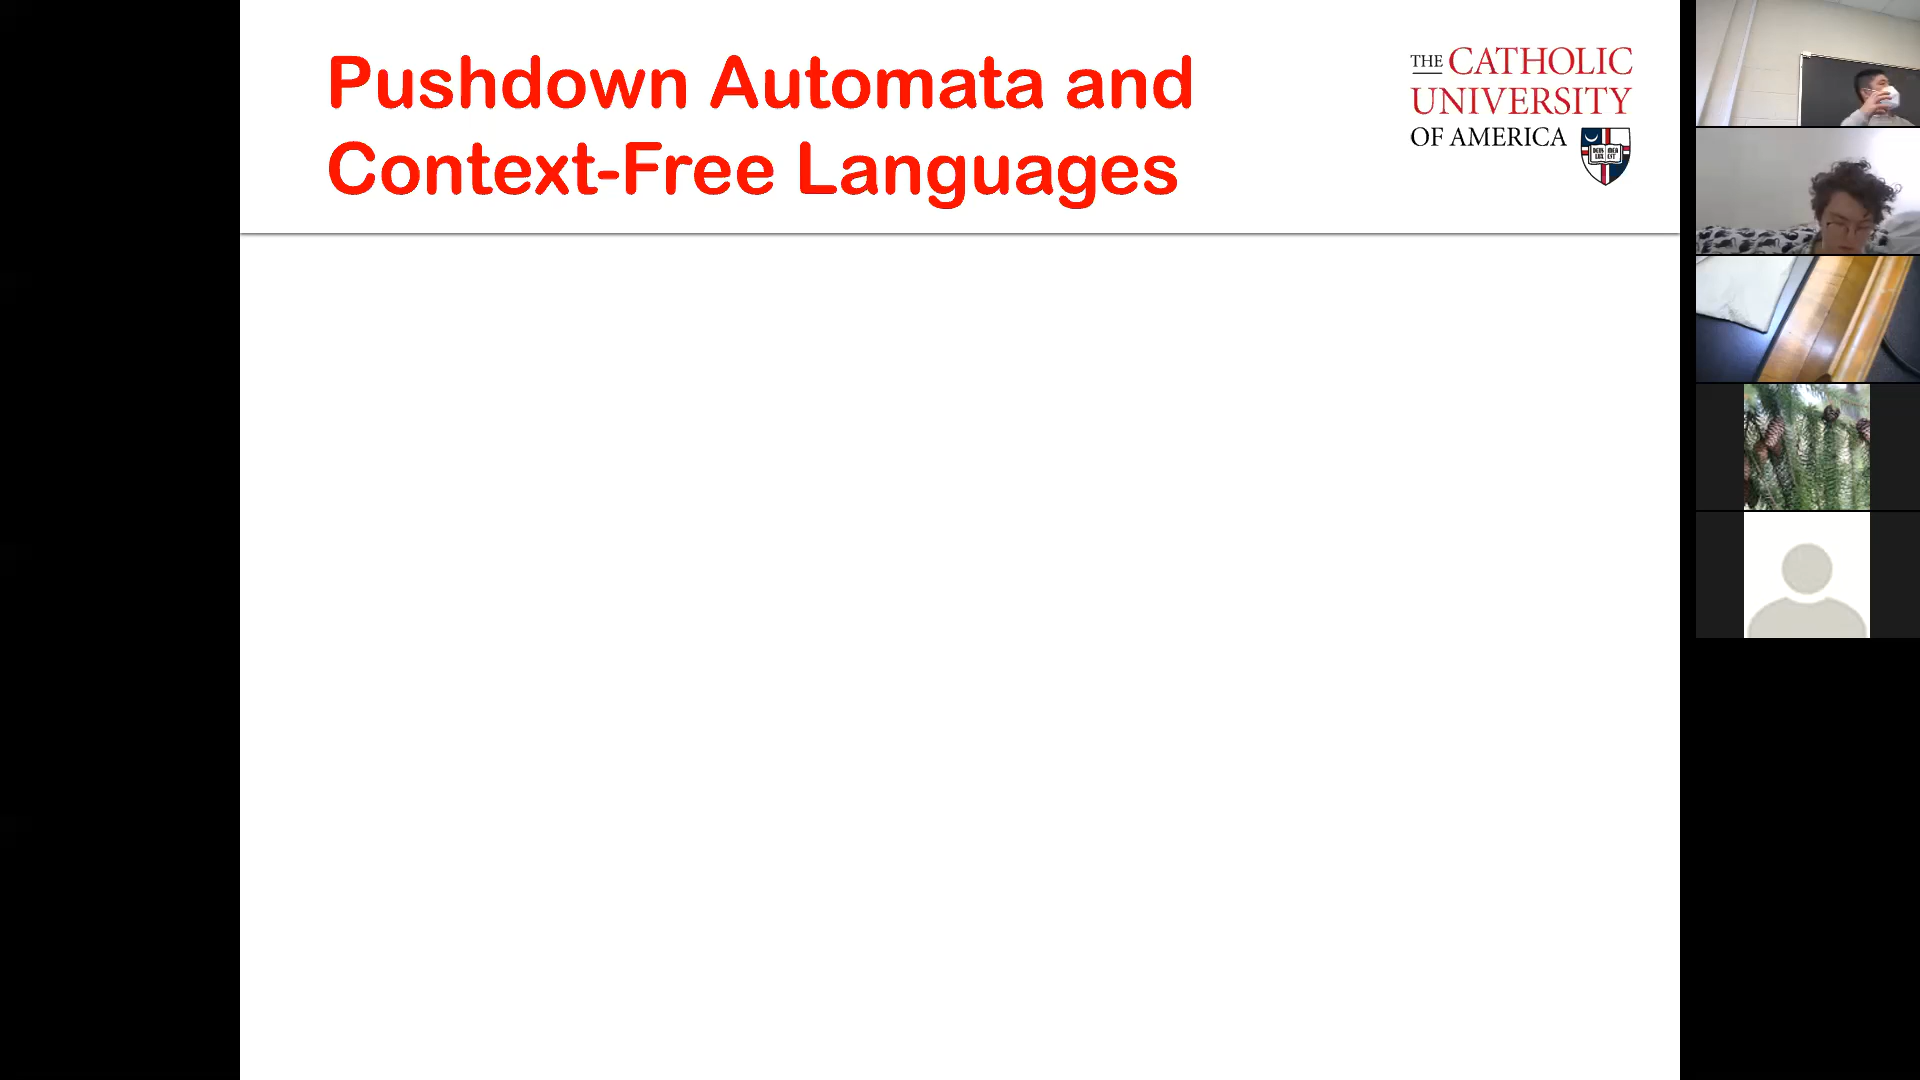 Pushdown Automata and
Context-Free Languages
THE CATHOLIC
UNIVERSITY
OF AMERICA